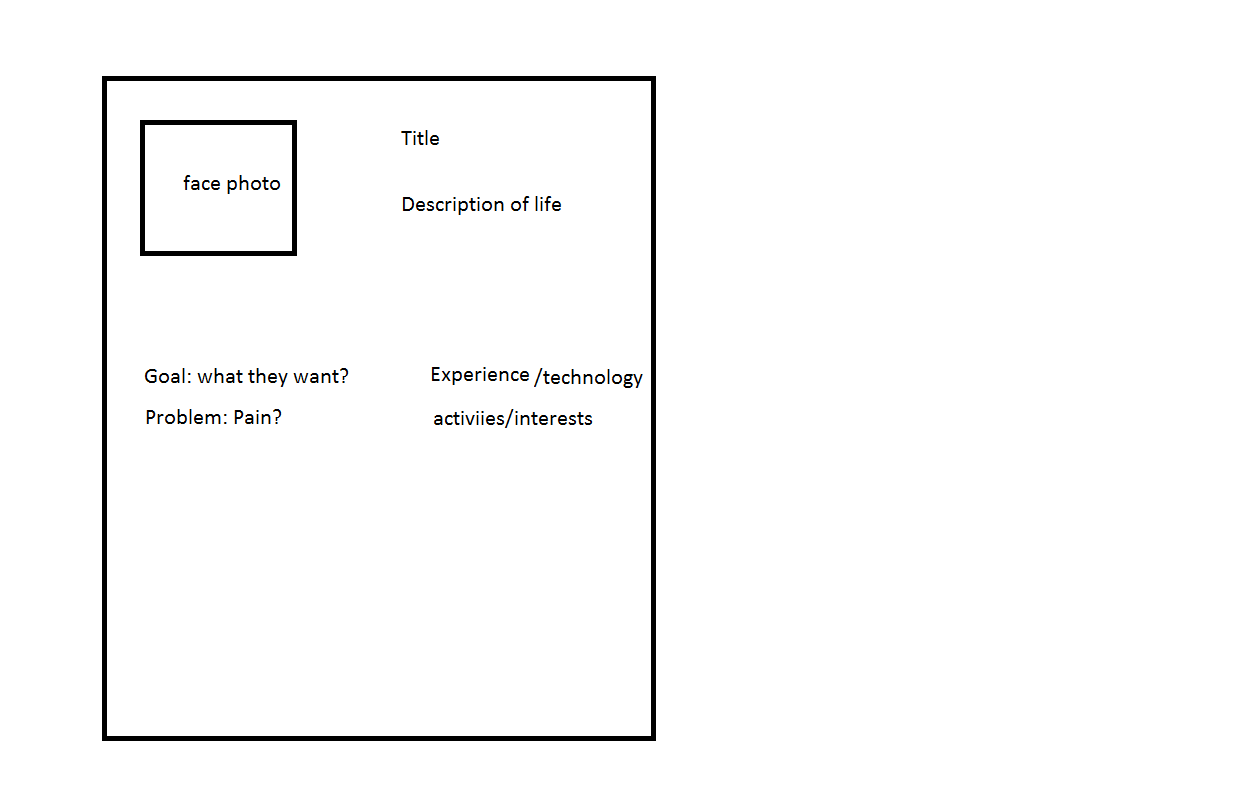 Title
face photo
Description of life
Goal: what they want?
Experience /technology
Problem: Pain?
activiies/interests